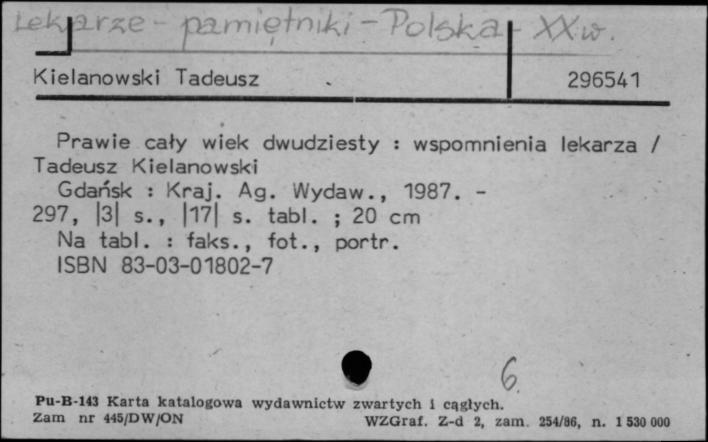 Lekarze - pamiętniki - Polska - XX w.
Kielanowski Tadeusz 296541
Prawie cały wiek dwudziesty : wspomnienia lekarza /
Tadeusz Kielanowski
Gdańsk : Kraj. Ag. Wydaw., 1987. -
297, |3| s., |17| s. tabl. ; 20 cm
Na tabl. : faks., fot., portr.
ISBN 83-03-01802-7
6
Pu-B-143 Karta katalogowa wydawnictw zwartych i cągłych.
Zam nr 445/DW/ON WZGraf. Z-d 2, zam. 254/86, n. 1 530 000